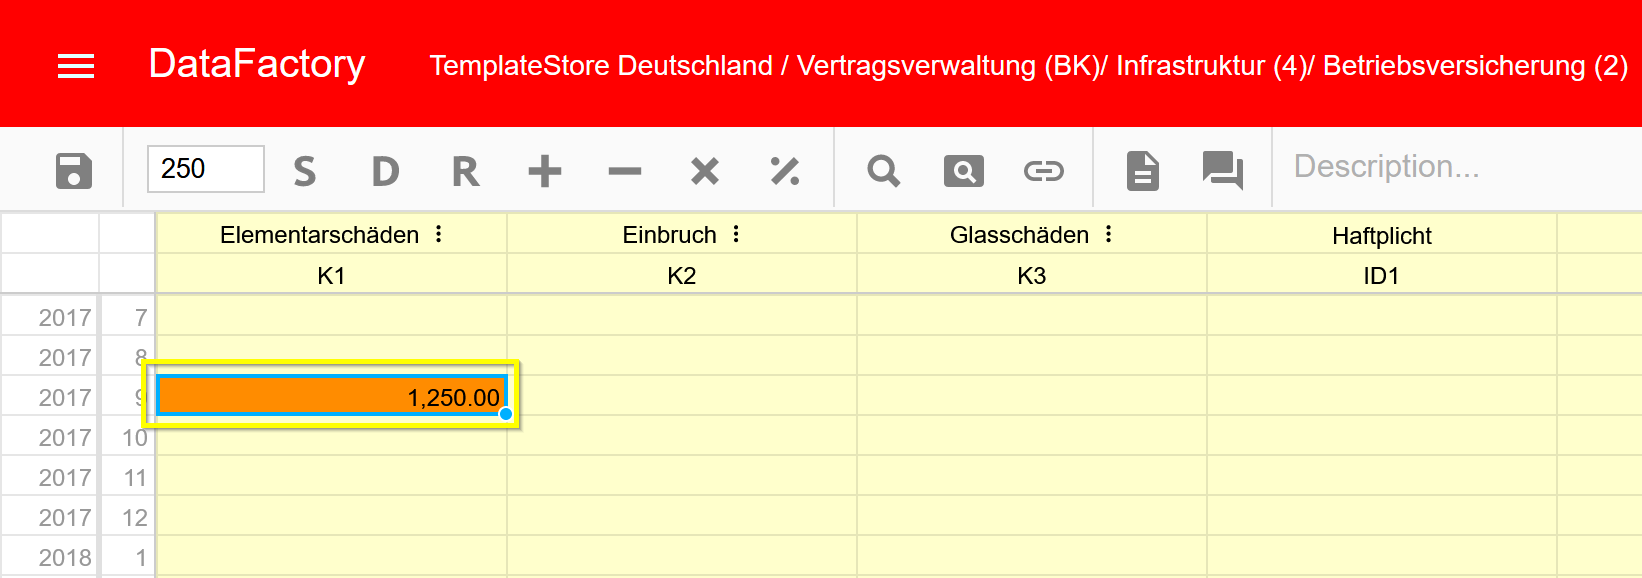 DataFactory TemplateStore Deutschland / Vertragsverwaltung (BK)/ Infrastruktur (4)/ Betriebsversicherung (2)
250 S D R Description...
Elementarschäden Einbruch Glasschäden Haftplicht
K1 K2 K3 ID1
2017 7
2017 8
2017 9 1,250.00
2017 10
2017 11
2017 12
2018 1